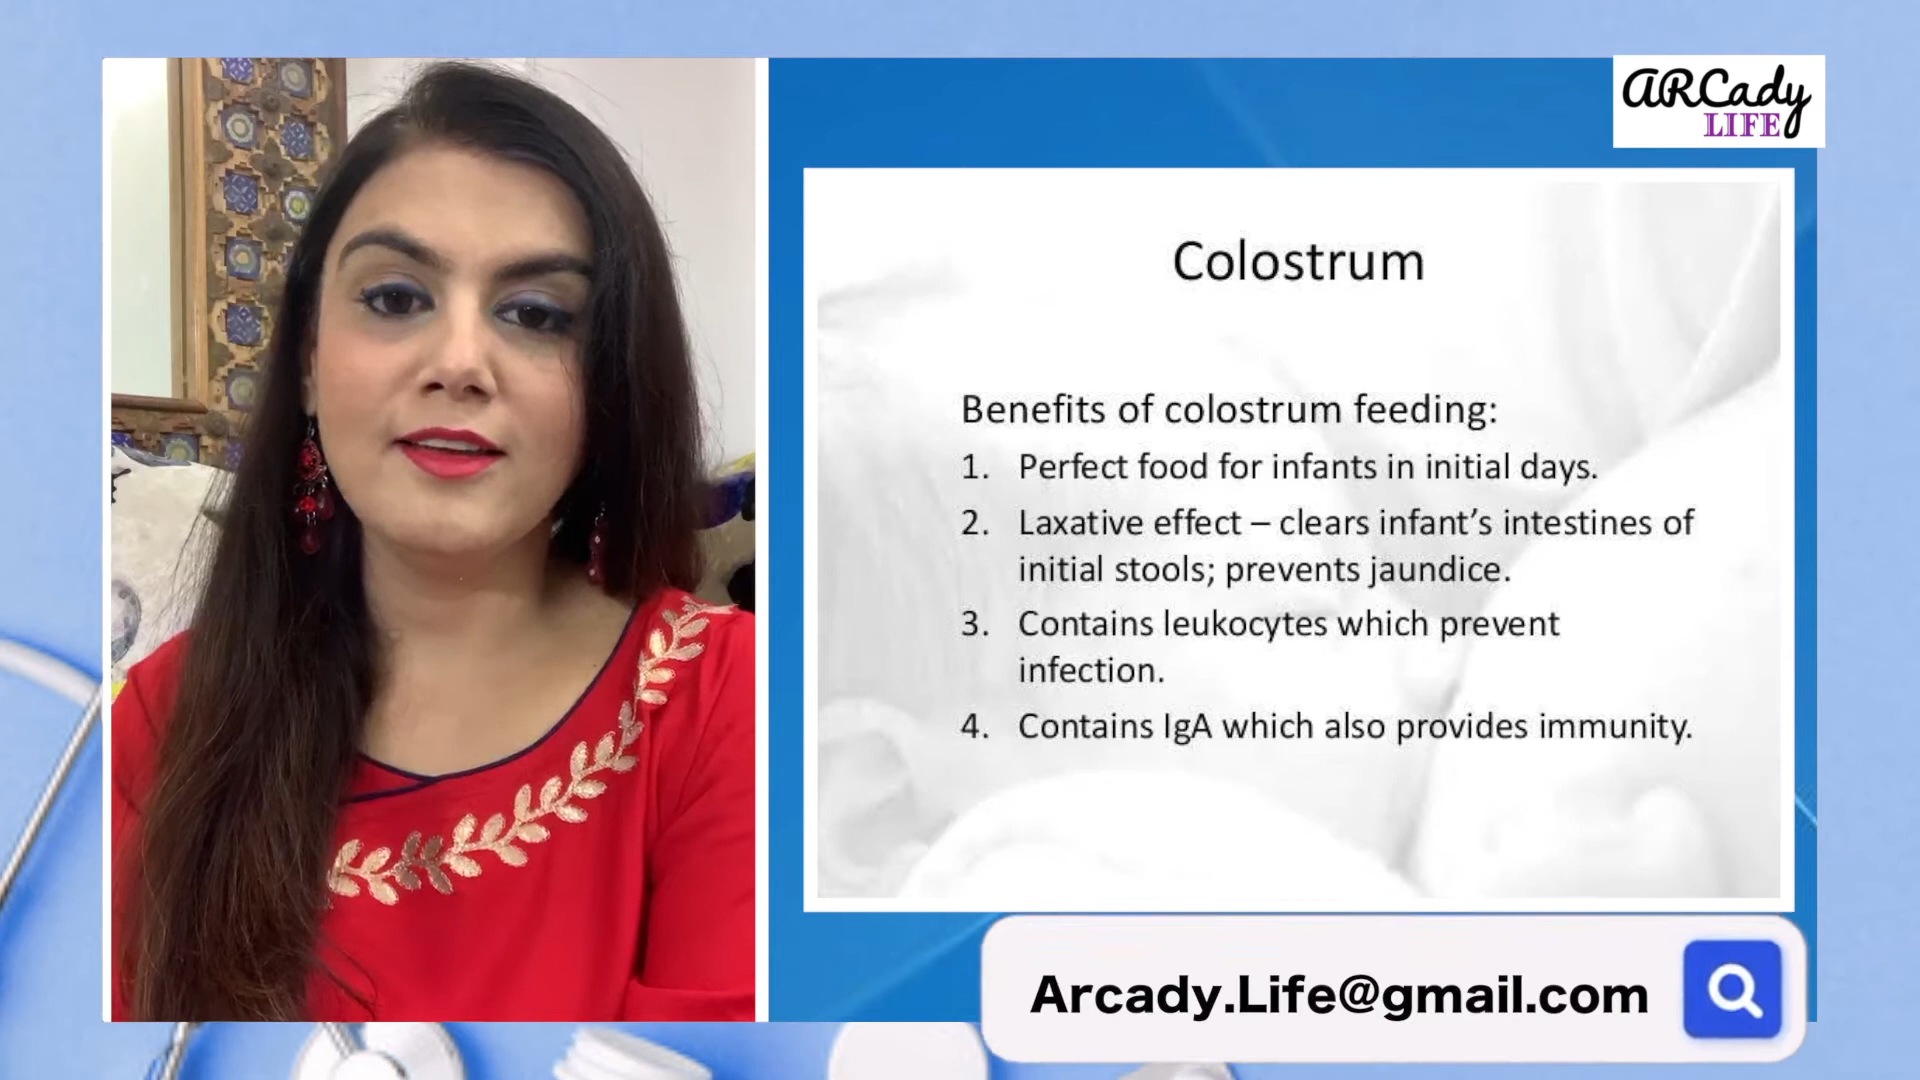 ARCady
LIFE
Colostrum
Benefits of colostrum feeding:
1. Perfect food for infants in initial days.
2. Laxative effect – clears infant’s intestines of
initial stools; prevents jaundice.
3. Contains leukocytes which prevent
infection.
4. Contains IgA which also provides immunity.
Arcady.Life@gmail.com